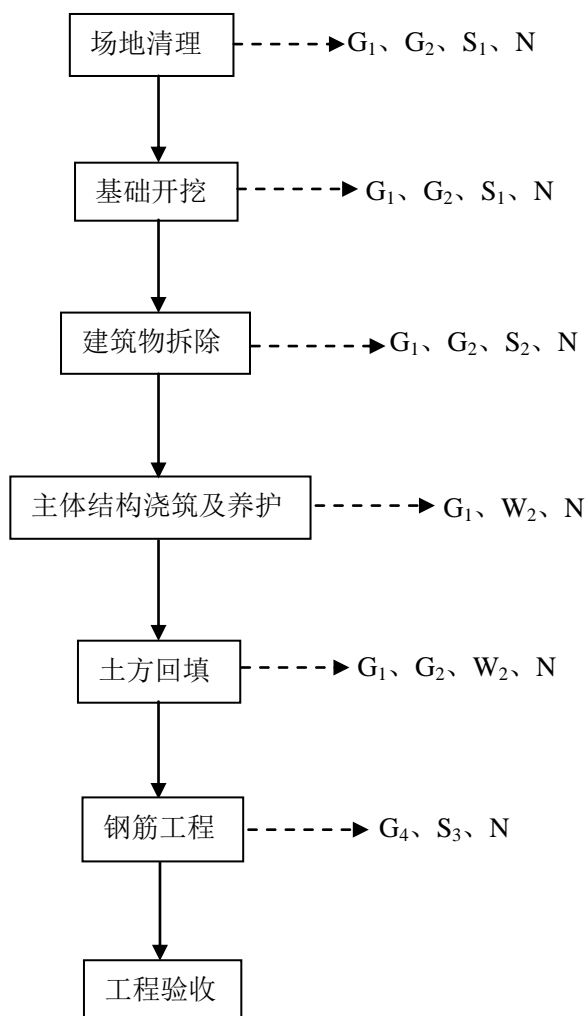 场地清理 G₁、G₂、S₁、N
基础开挖 G₁、G₂、S₁、N
建筑物拆除 G₁、G₂、S₂、N
主体结构浇筑及养护 G₁、W₂、N
土方回填 G₁、G₂、W₂、N
钢筋工程 G₄、S₃、N
工程验收